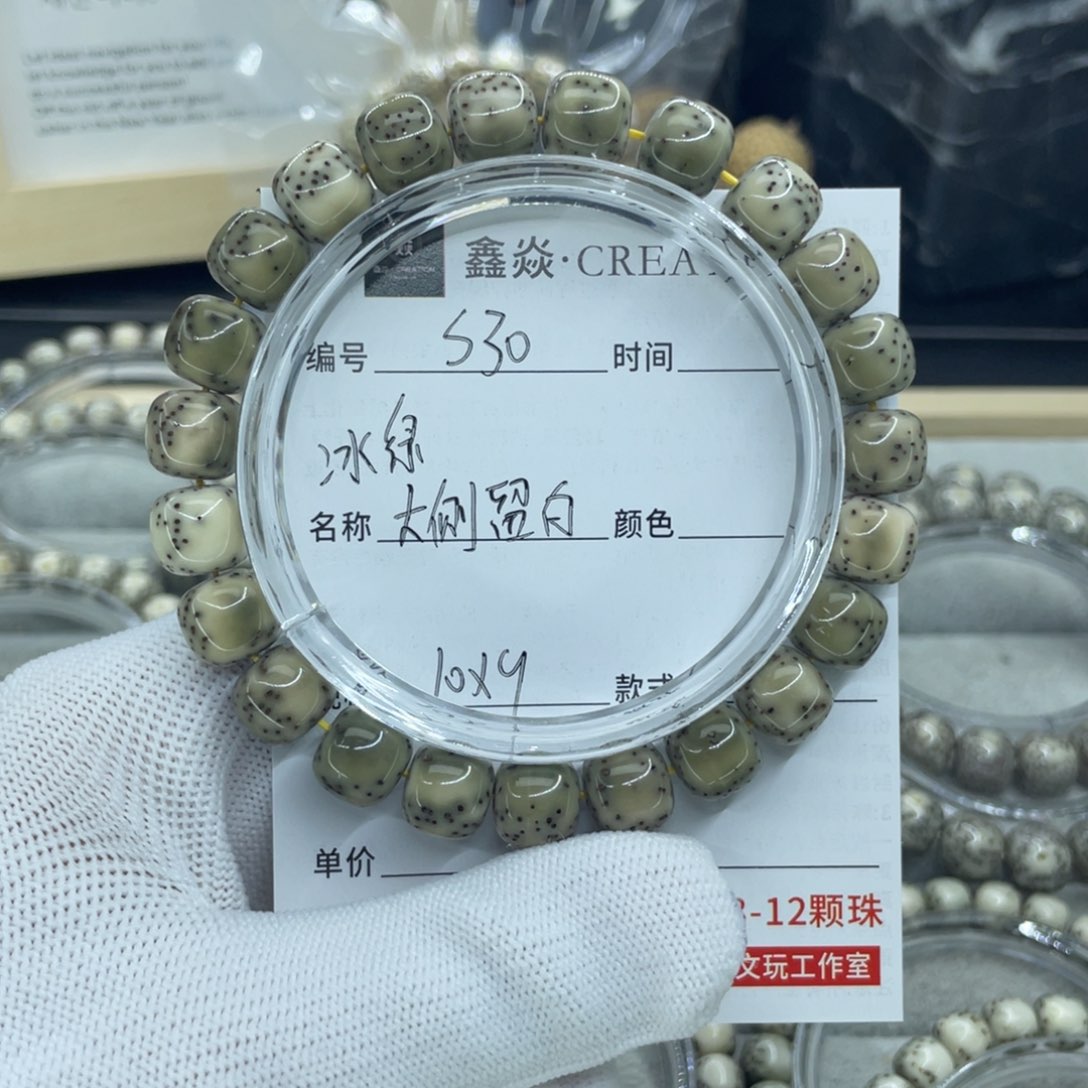 鑫焱·CREA
编号 530 时间
冰绿
名称 大侧留白 颜色
10x9 款式
单价
-12颗珠
文玩工作室